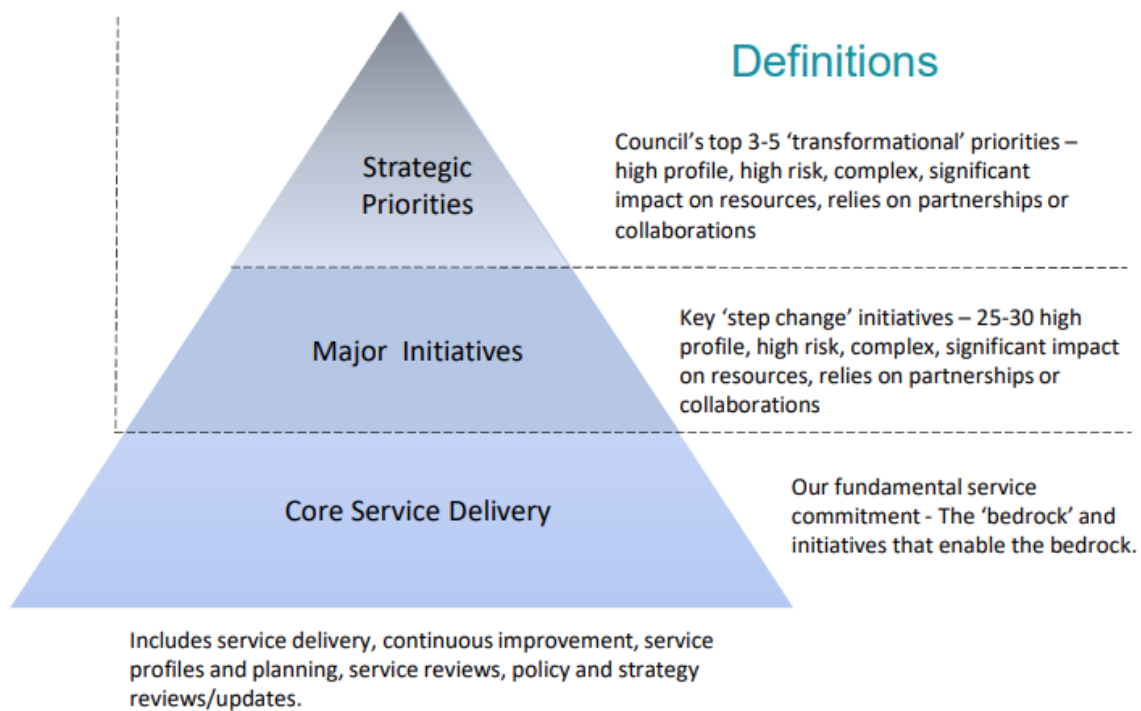 Definitions
Strategic
Priorities
Council’s top 3-5 ‘transformational’ priorities –
high profile, high risk, complex, significant
impact on resources, relies on partnerships or
collaborations
Major  Initiatives
Key ‘step change’ initiatives – 25-30 high
profile, high risk, complex, significant impact
on resources, relies on partnerships or
collaborations
Core Service Delivery
Our fundamental service
commitment - The ‘bedrock’ and
initiatives that enable the bedrock.
Includes service delivery, continuous improvement, service
profiles and planning, service reviews, policy and strategy
reviews/updates.